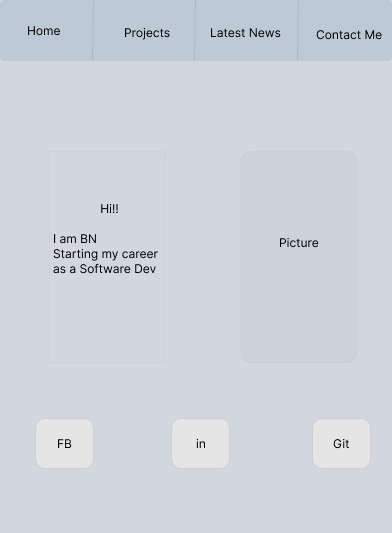 Home
Projects
Latest News
Contact Me
Hi!!
I am BN
Starting my career
as a Software Dev
Picture
FB
in
Git